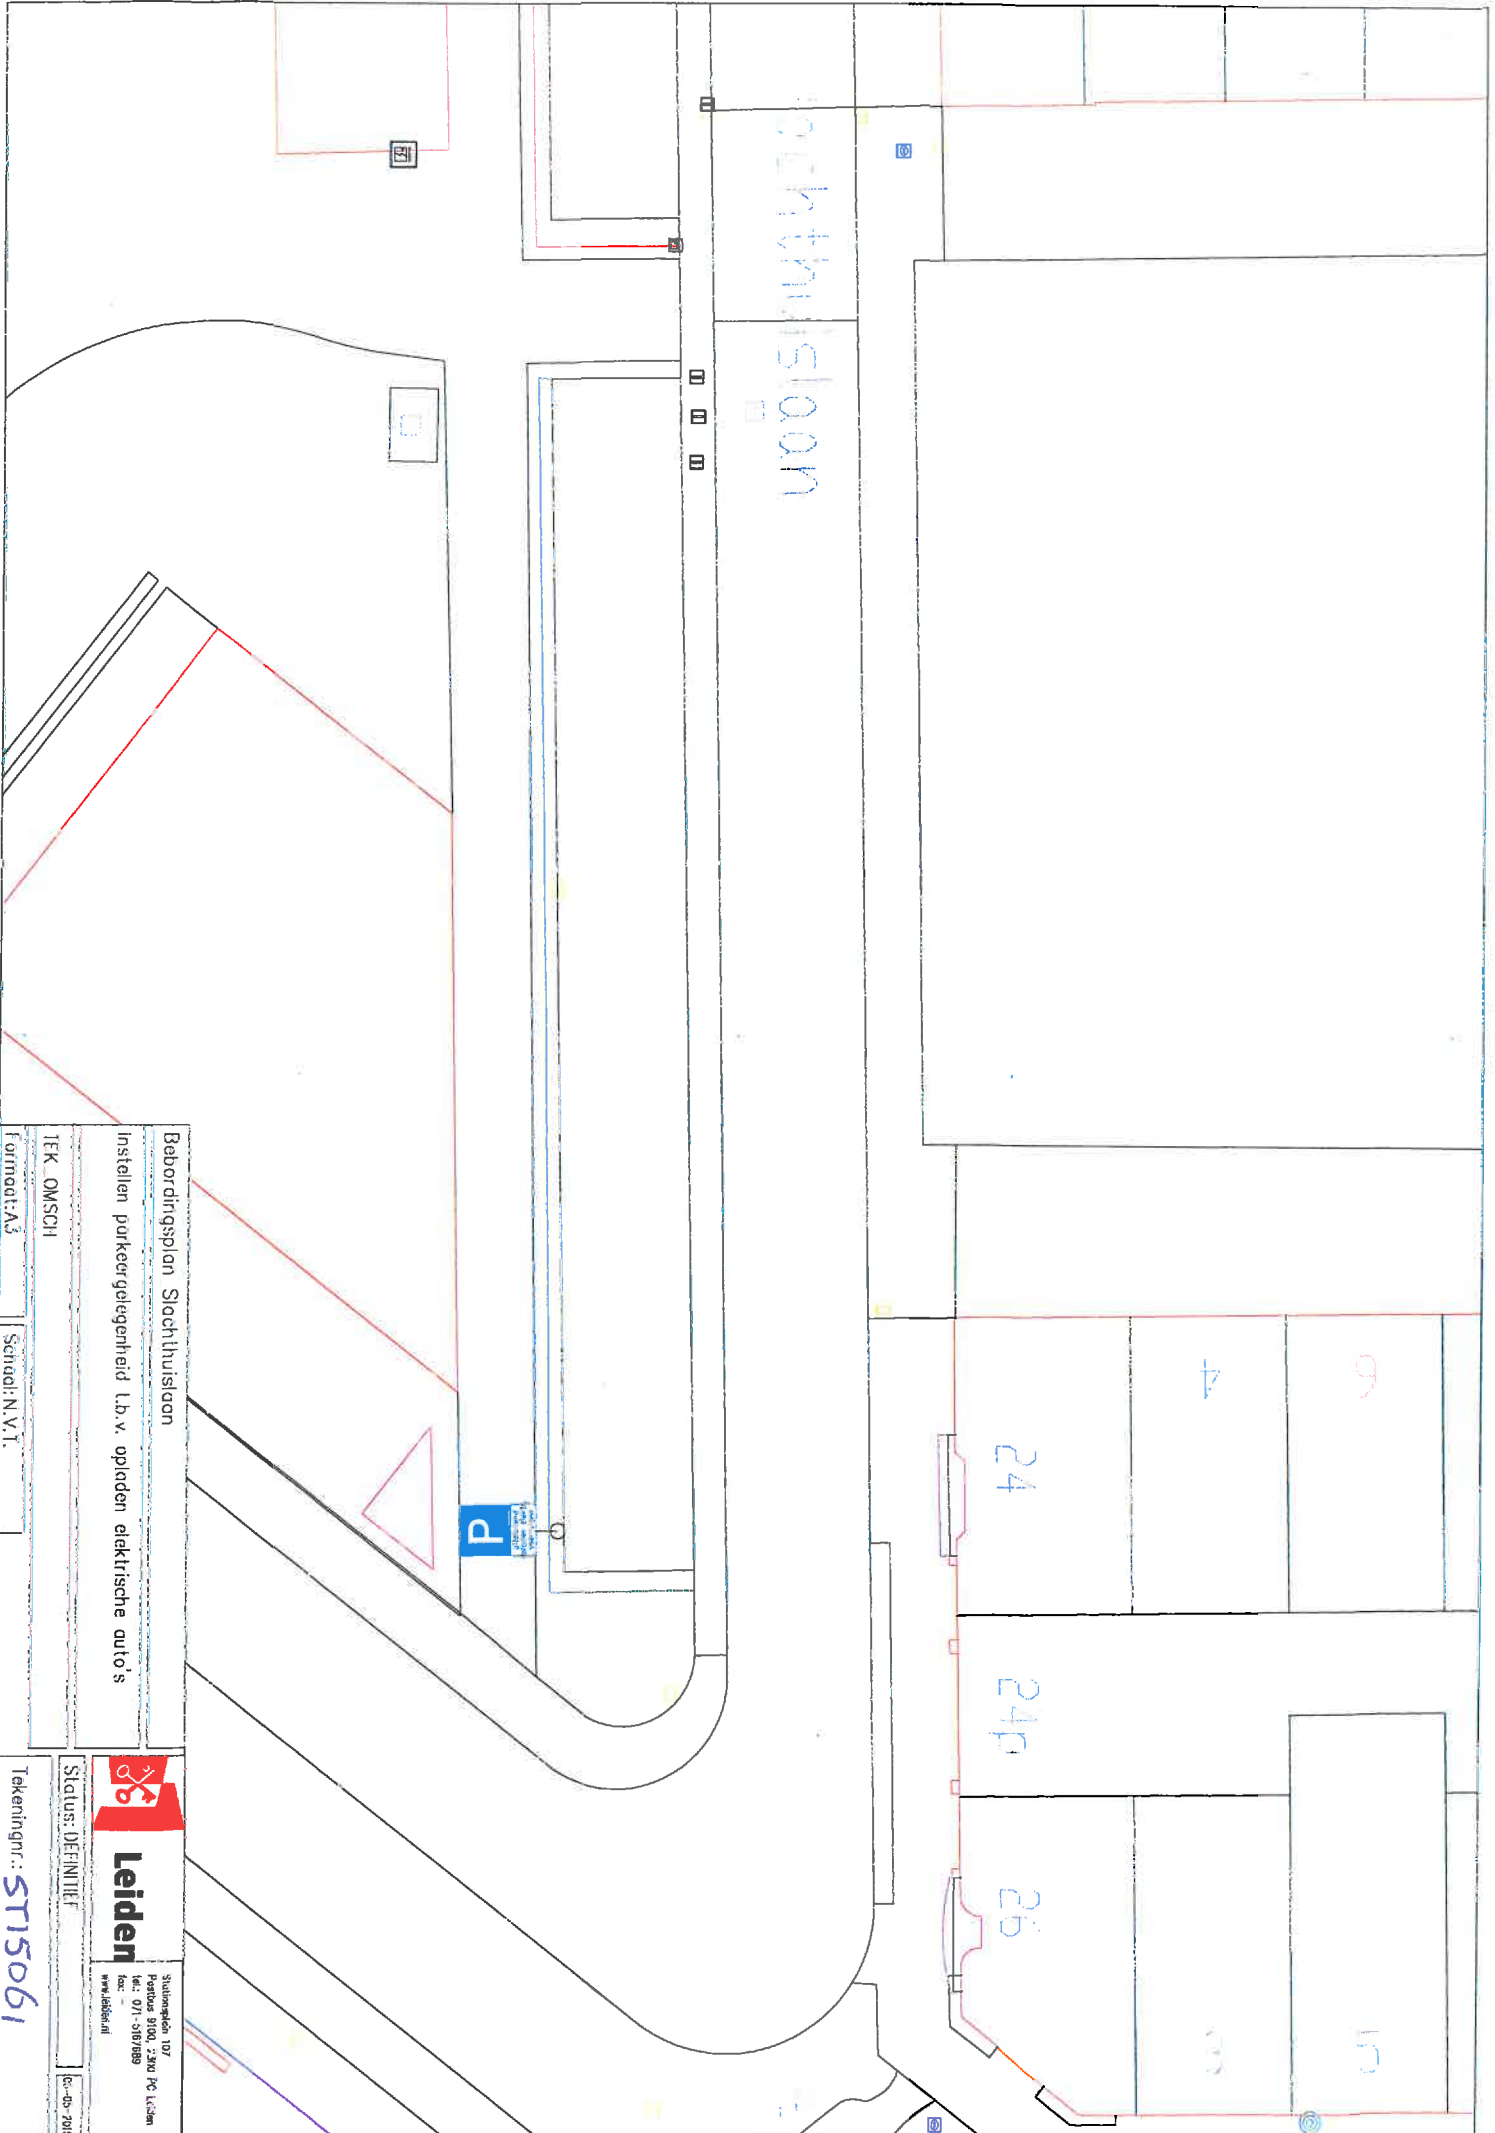 Slachthuislaan
4
6
24
24p
26
3
5
P
Bebordingsplan Slachthuislaan
instellen parkeergelegenheid t.b.v. opladen elektrische auto's
TEK_OMSCH
Formaat:A3
Schaal:N.V.T.
Leiden
Stationsplein 107
Postbus 9100, 2300 PC Leiden
tel.: 071-5167689
fax: -
www.leiden.nl
Status: DEFINITIEF
Tekeningnr.: ST15061